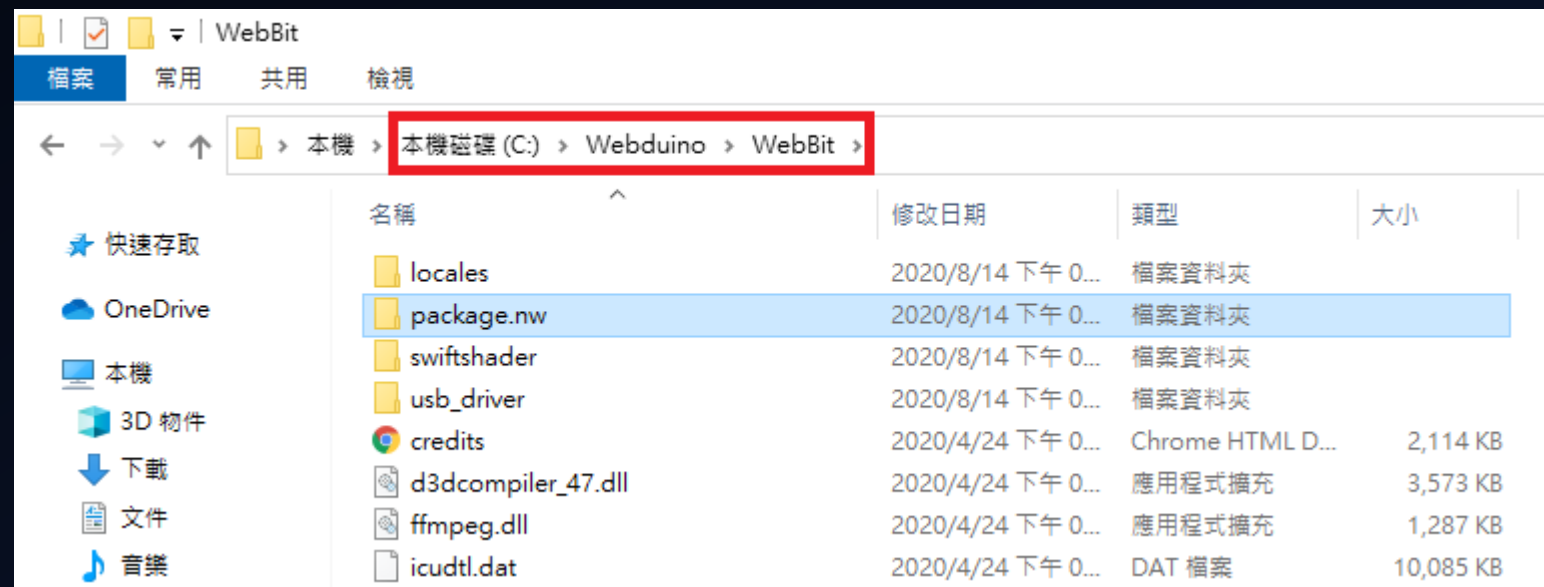 WebBit
檔案 常用 共用 檢視
本機 本機磁碟 (C:) Webduino WebBit
名稱 修改日期 類型 大小
快速存取
OneDrive
本機
3D 物件
下載
文件
音樂
locales 2020/8/14 下午 0... 檔案資料夾
package.nw 2020/8/14 下午 0... 檔案資料夾
swiftshader 2020/8/14 下午 0... 檔案資料夾
usb_driver 2020/8/14 下午 0... 檔案資料夾
credits 2020/4/24 下午 0... Chrome HTML D... 2,114 KB
d3dcompiler_47.dll 2020/4/24 下午 0... 應用程式擴充 3,573 KB
ffmpeg.dll 2020/4/24 下午 0... 應用程式擴充 1,287 KB
icudtl.dat 2020/4/24 下午 0... DAT 檔案 10,085 KB